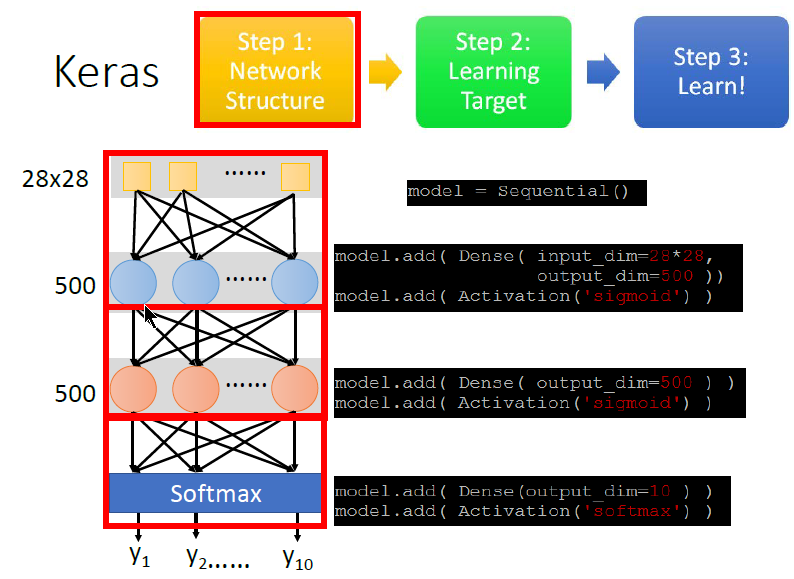 Keras
Step 1:
Network
Structure
Step 2:
Learning
Target
Step 3:
Learn!
28x28
……
model = Sequential()
500
……
model.add( Dense( input_dim=28*28,
output_dim=500 ))
model.add( Activation('sigmoid') )
500
……
model.add( Dense( output_dim=500 ) )
model.add( Activation('sigmoid') )
Softmax
model.add( Dense(output_dim=10 ) )
model.add( Activation('softmax') )
y1 y2…… y10